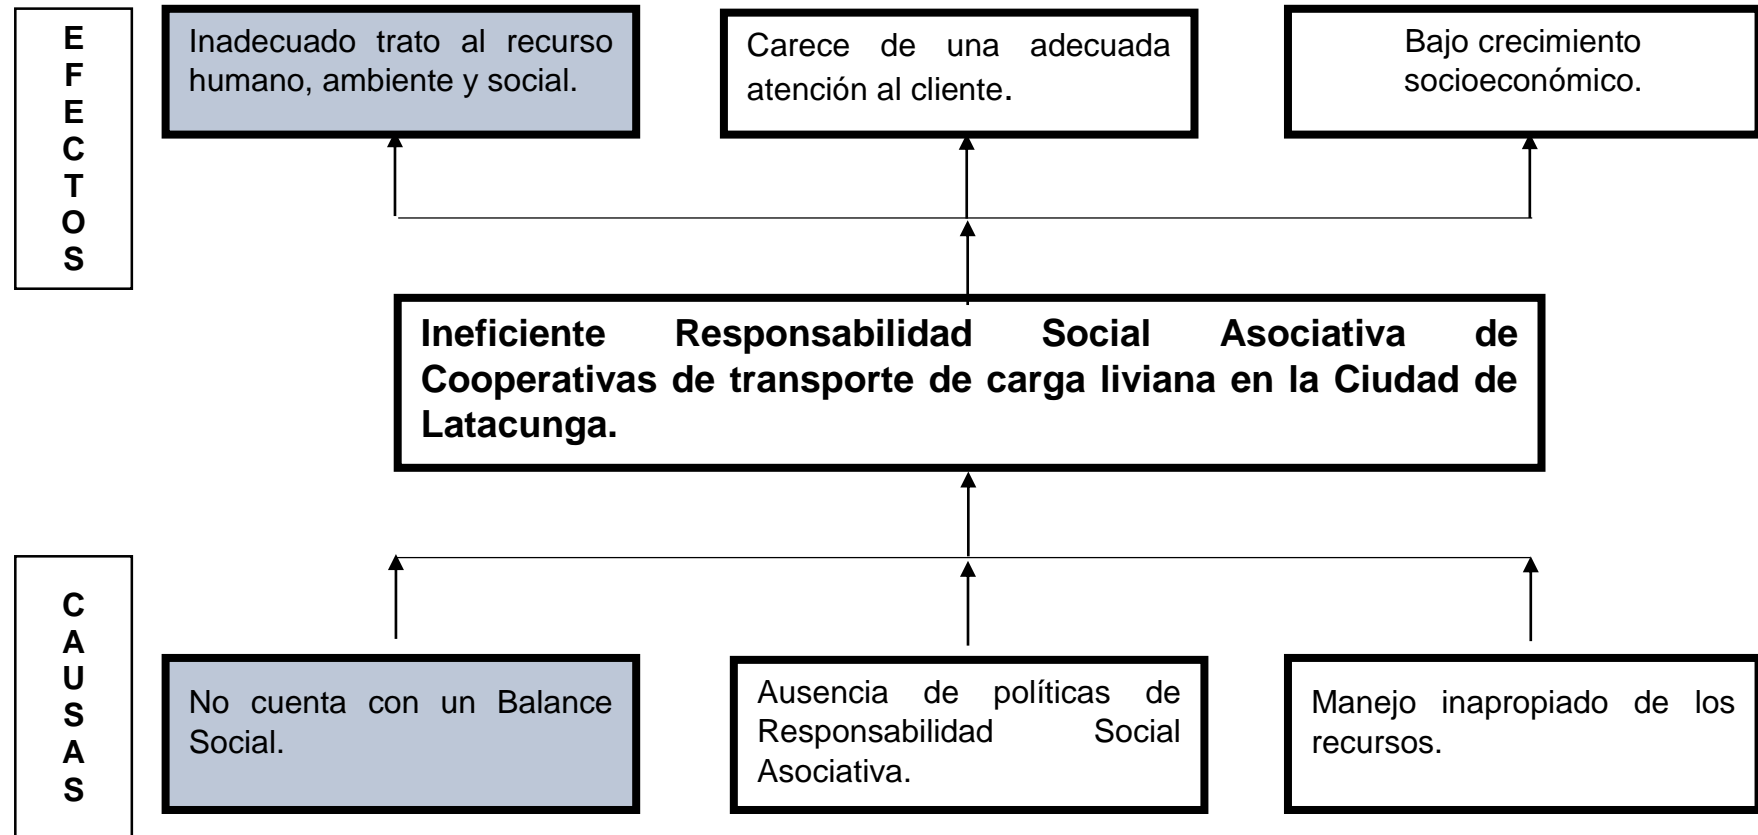 EFECTOS
Inadecuado trato al recurso
humano, ambiente y social.
Carece de una adecuada
atención al cliente.
Bajo crecimiento
socioeconómico.
Ineficiente Responsabilidad Social Asociativa de
Cooperativas de transporte de carga liviana en la Ciudad de
Latacunga.
CAUSAS
No cuenta con un Balance
Social.
Ausencia de políticas de
Responsabilidad Social
Asociativa.
Manejo inapropiado de los
recursos.